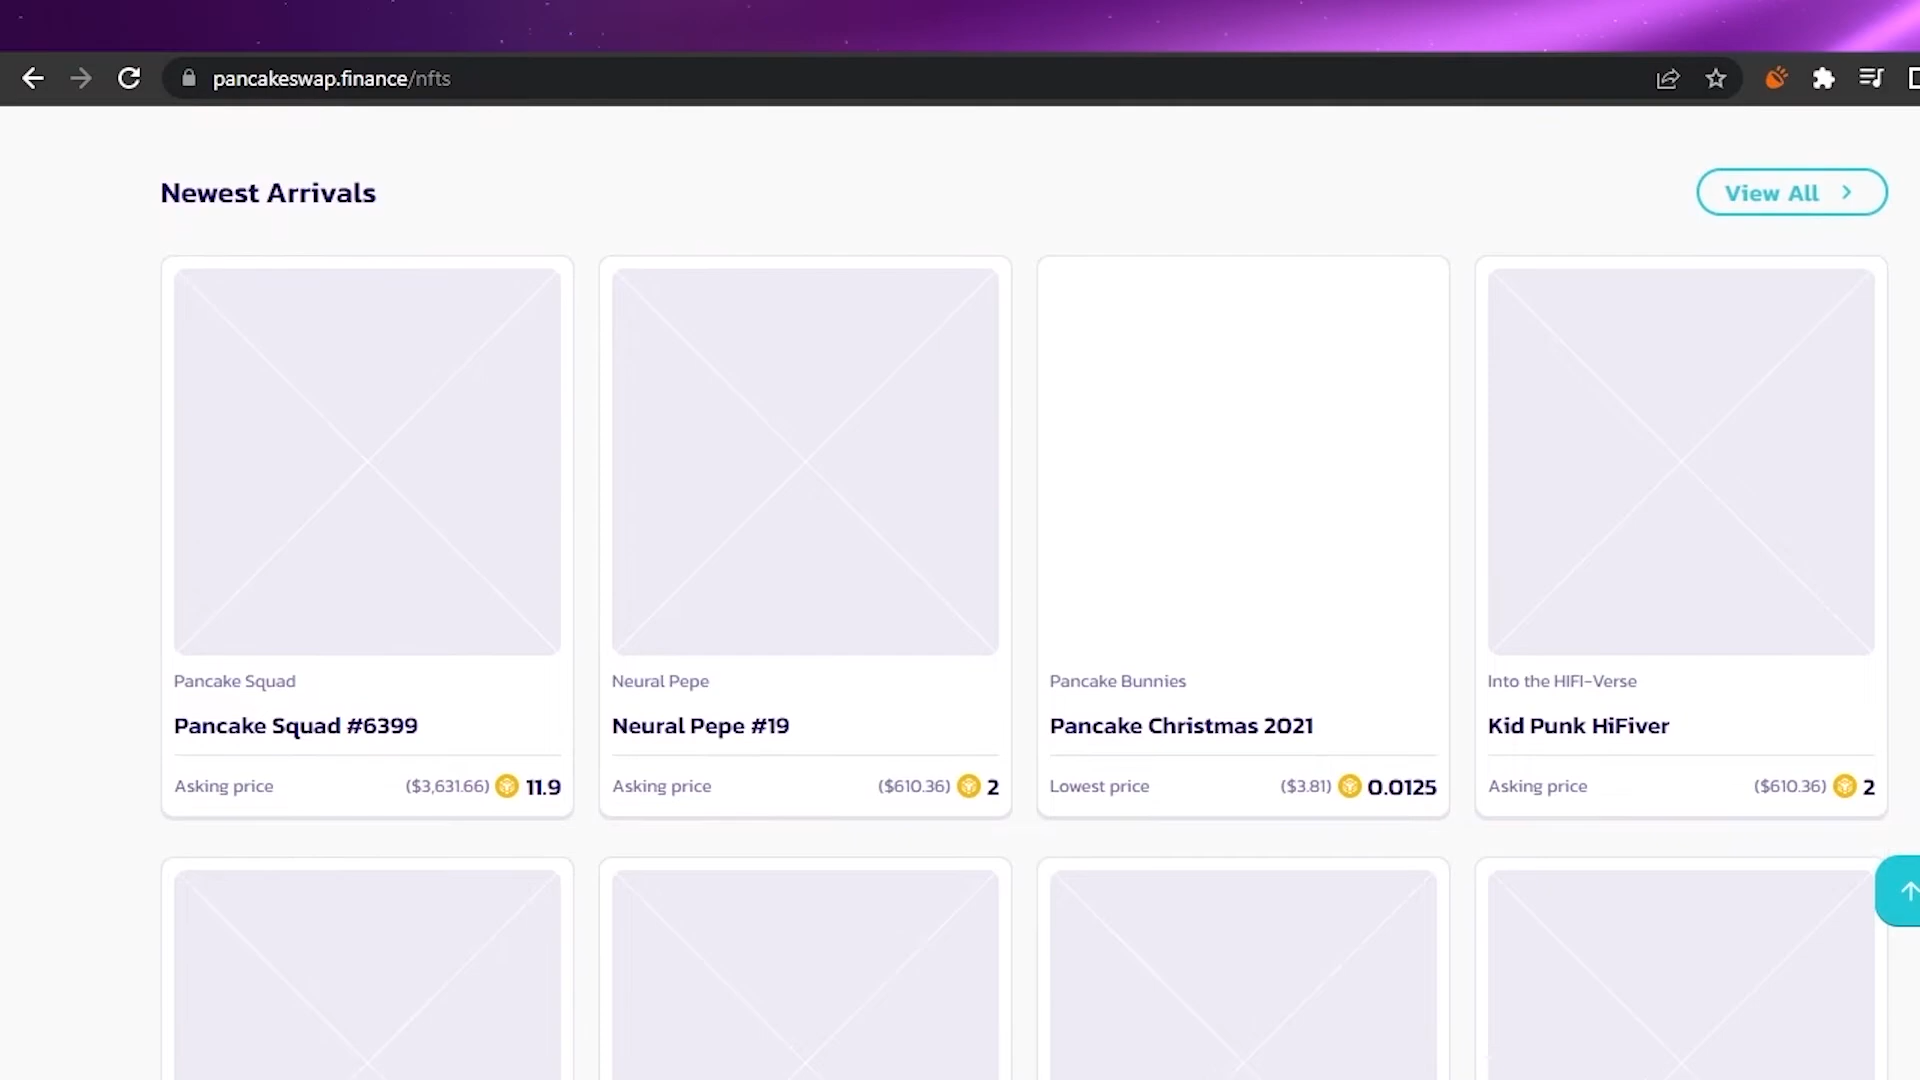 pancakeswap.finance/nfts
Newest Arrivals
View All
Pancake Squad
Pancake Squad #6399
Asking price ($3,631.66) 11.9
Neural Pepe
Neural Pepe #19
Asking price ($610.36) 2
Pancake Bunnies
Pancake Christmas 2021
Lowest price ($3.81) 0.0125
Into the HIFI-Verse
Kid Punk HiFiver
Asking price ($610.36) 2